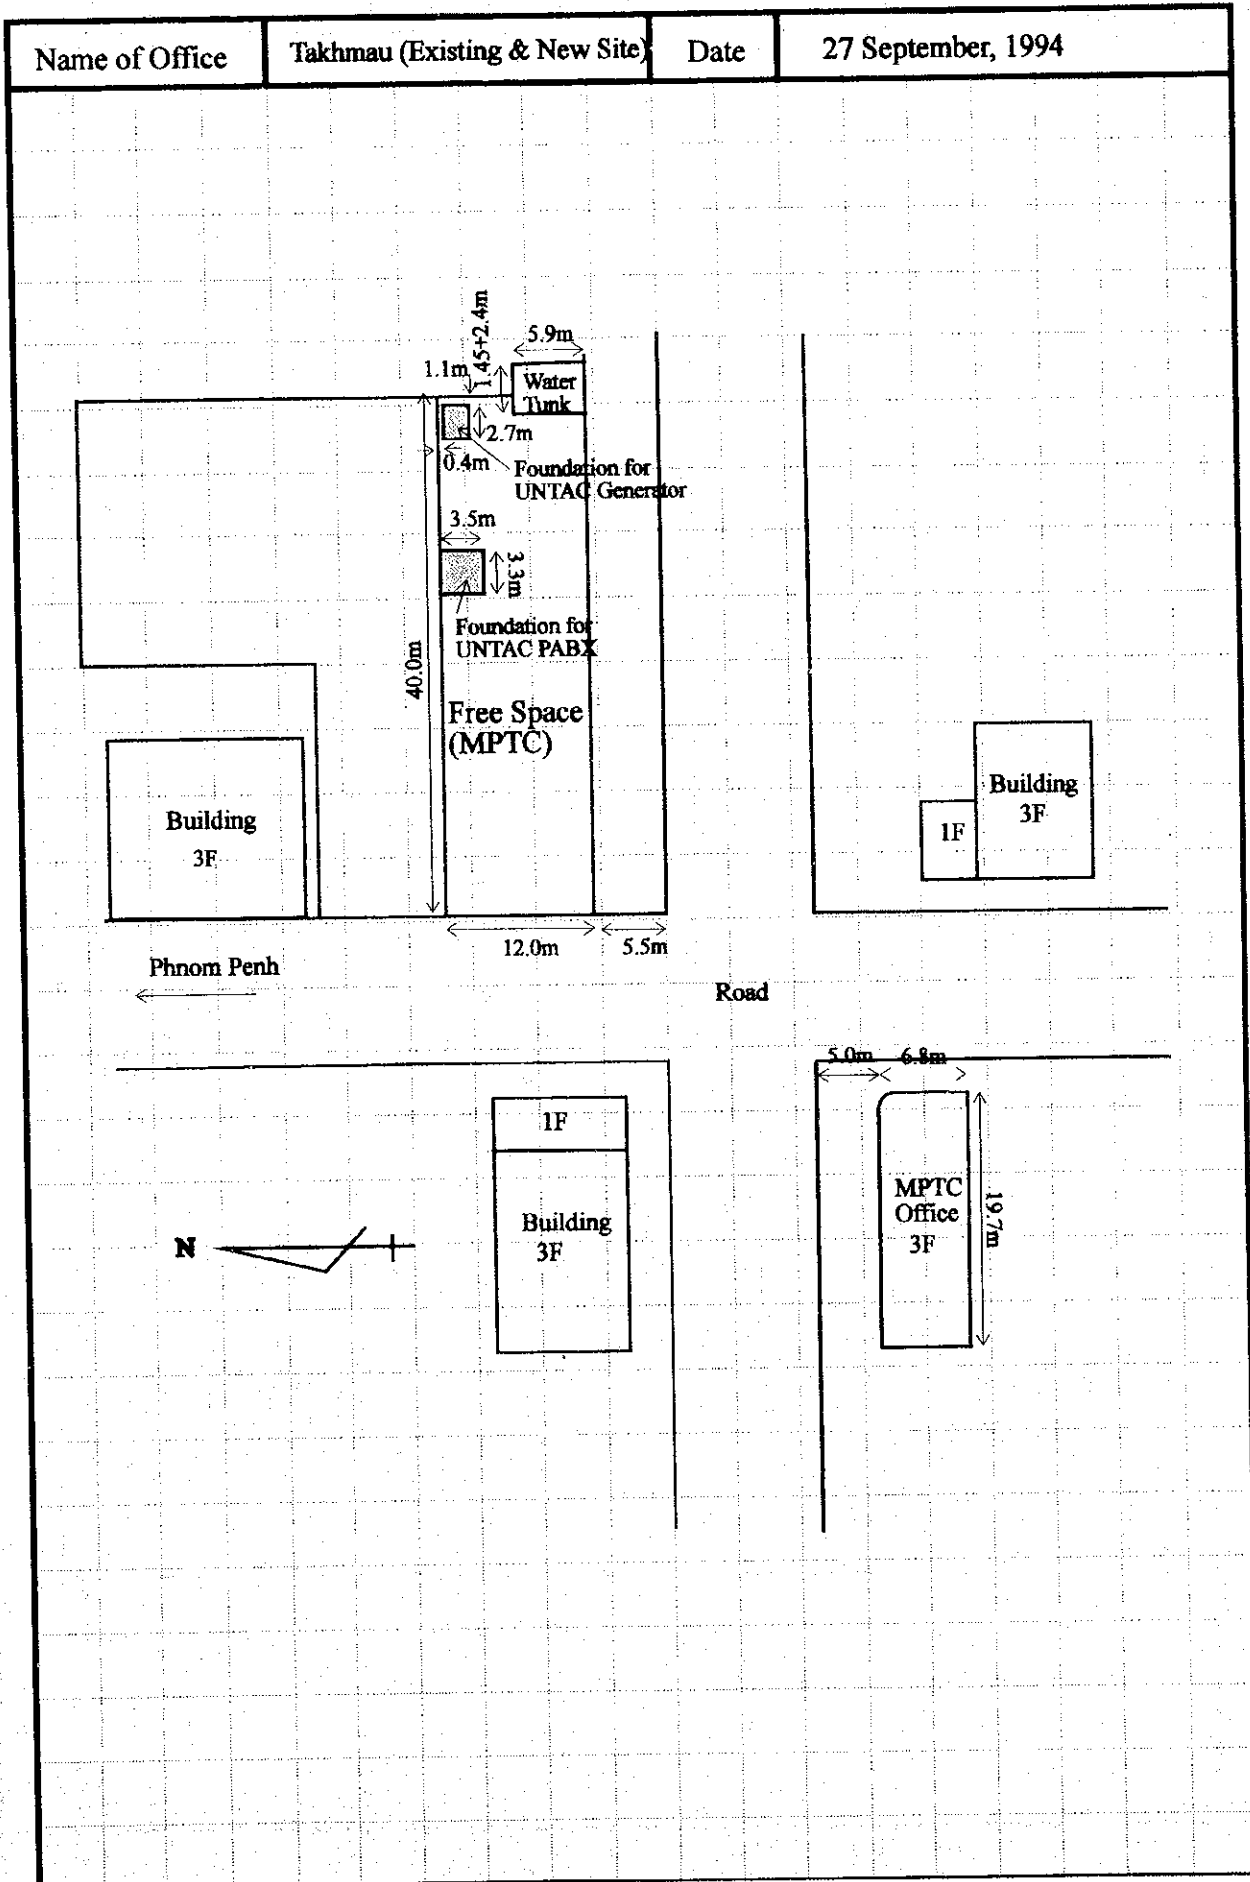 Name of Office Takhmau (Existing & New Site) Date 27 September, 1994
1.45+2.4m
5.9m
1.1m
Water
Tunk
2.7m
0.4m
Foundation for
UNTAC Generator
3.5m
3.3m
Foundation for
UNTAC PABX
40.0m
Free Space
(MPTC)
Building
3F
Building
3F
1F
12.0m
5.5m
Phnom Penh
Road
5.0m
6.8m
1F
Building
3F
MPTC
Office
3F
19.7m
N